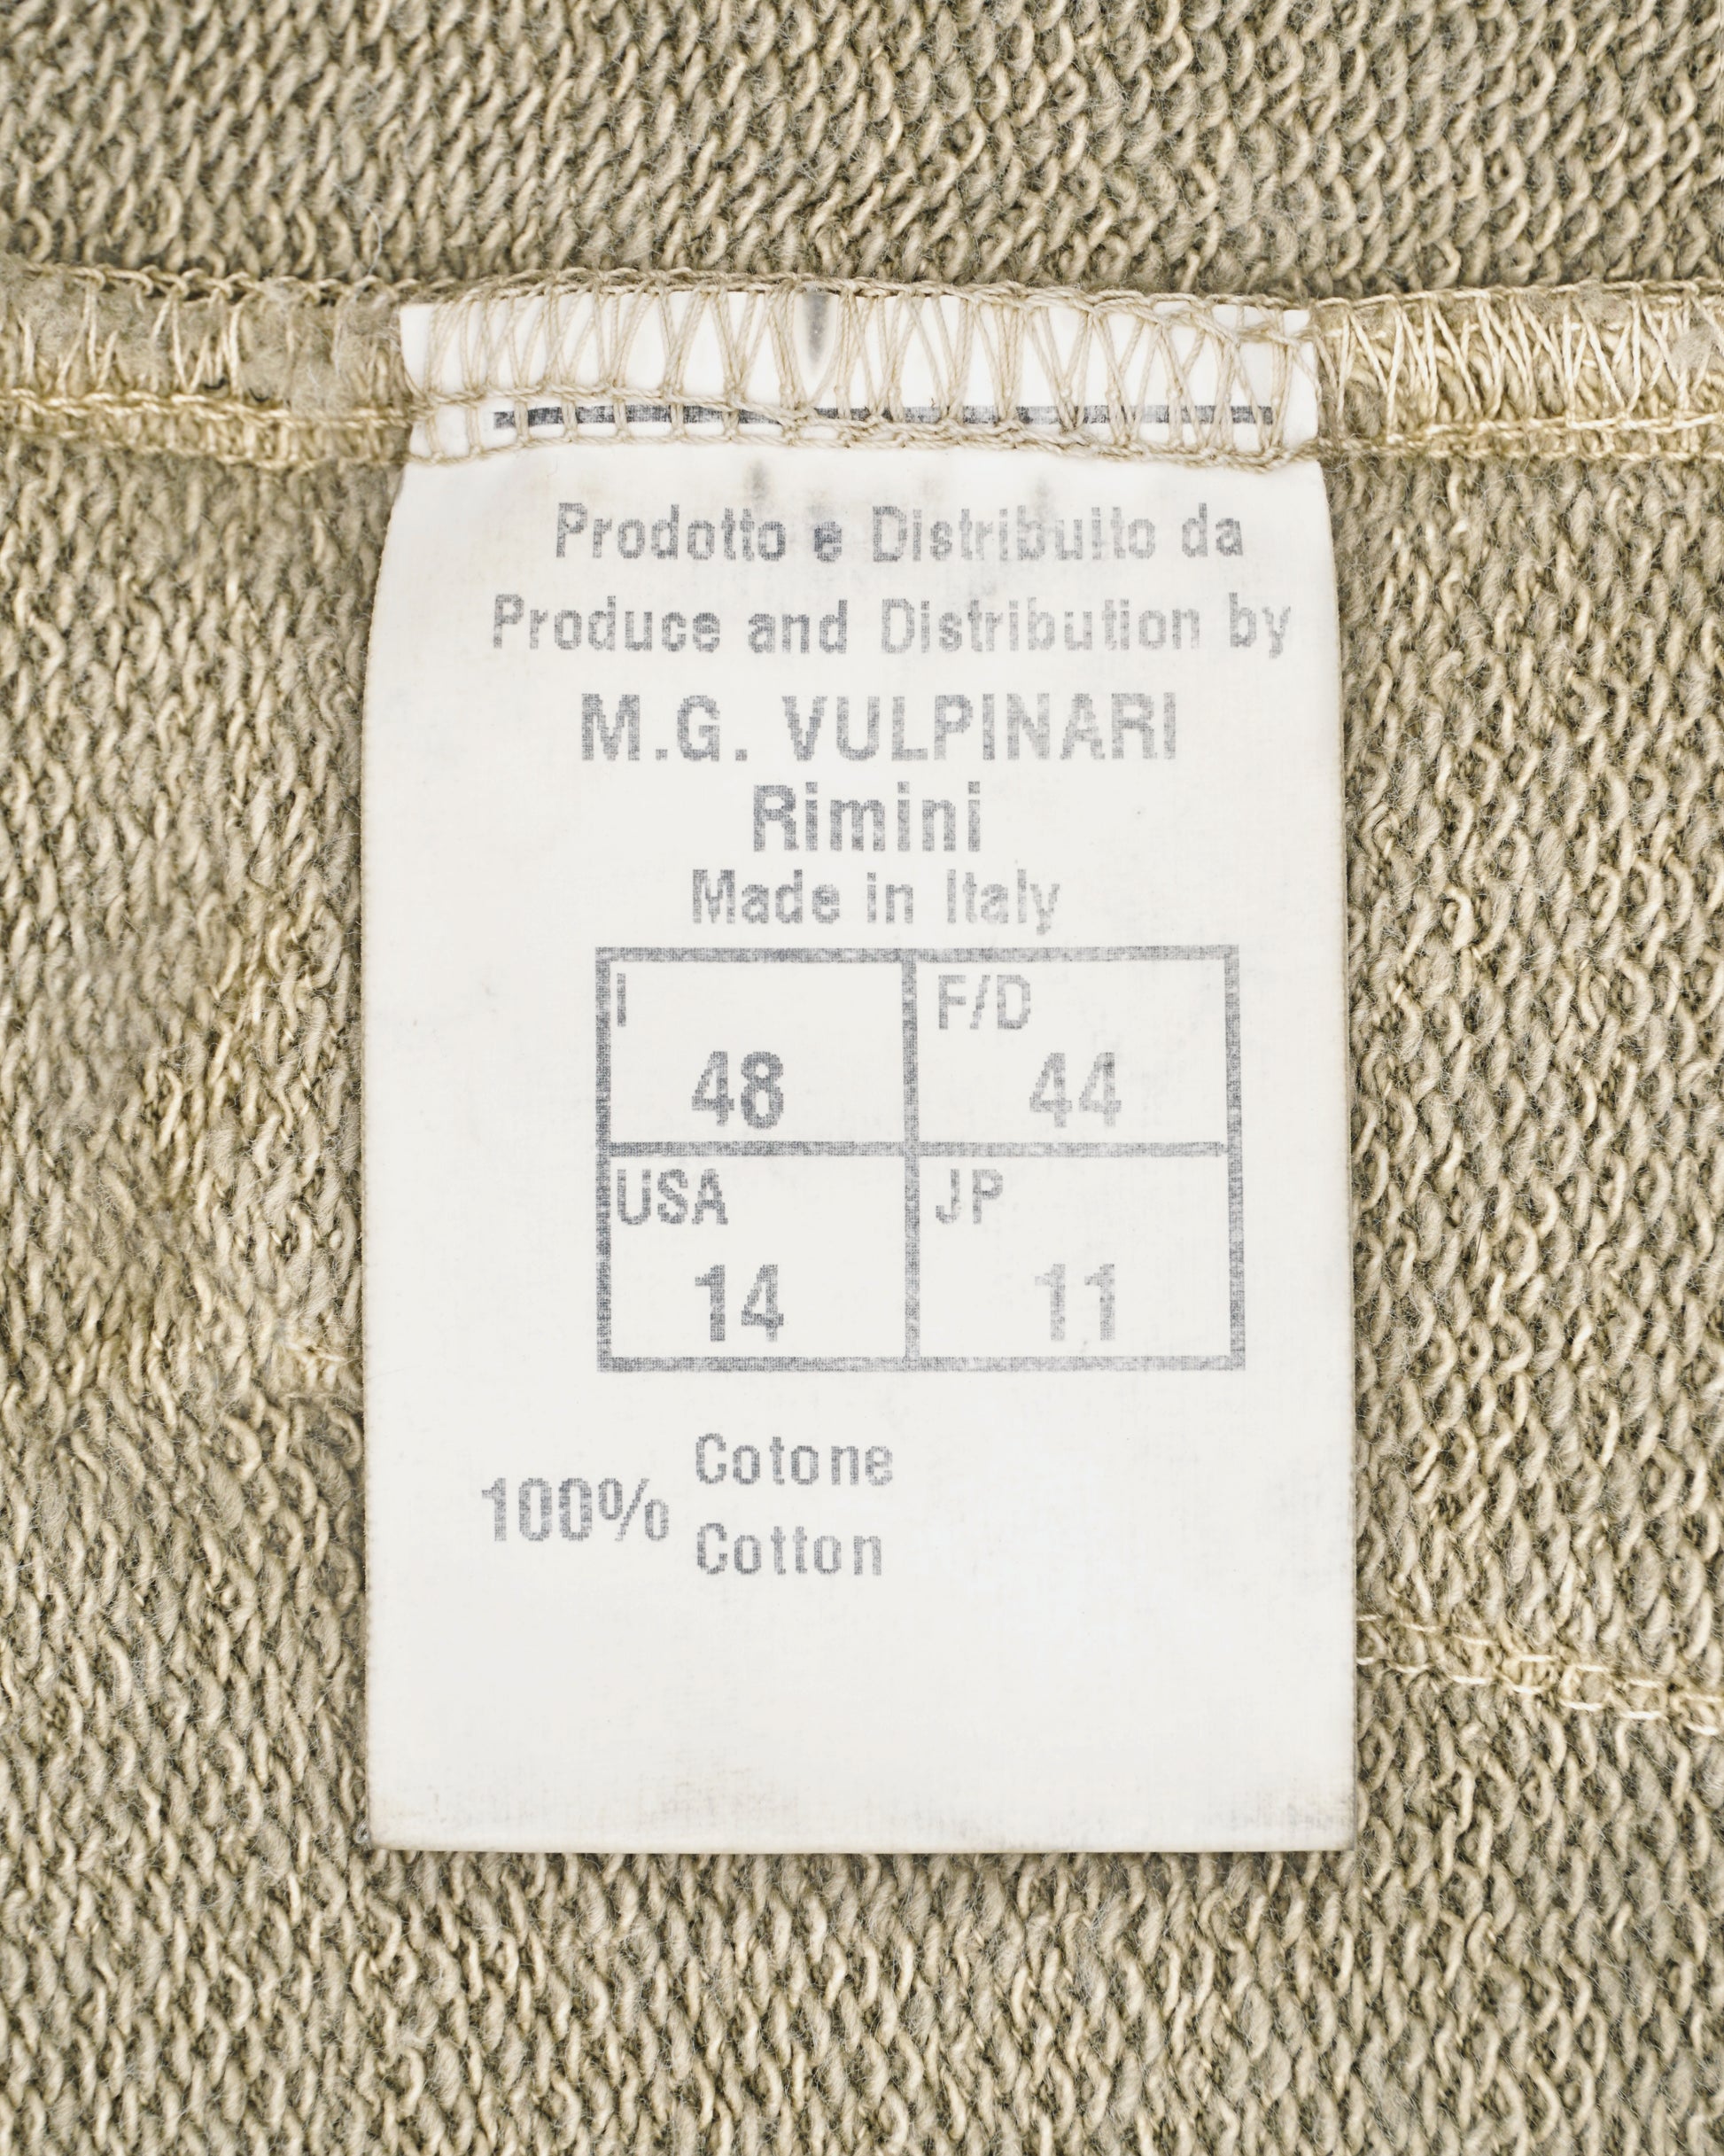 Prodotto e Distribuito da
Produce and Distribution by
M.G. VULPINARI
Rimini
Made in Italy
I F/D
48 44
USA JP
14 11
100% Cotone
Cotton